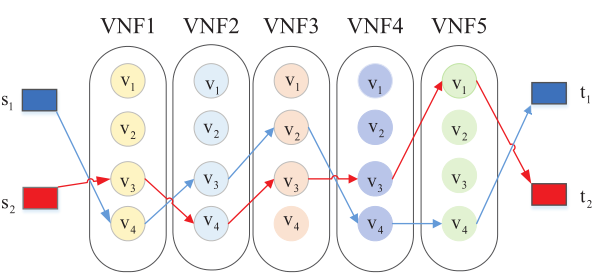 VNF1 VNF2 VNF3 VNF4 VNF5
v1 v1 v1 v1 v1
s1 t1
v2 v2 v2 v2 v2
v3 v3 v3 v3 v3
s2 t2
v4 v4 v4 v4 v4